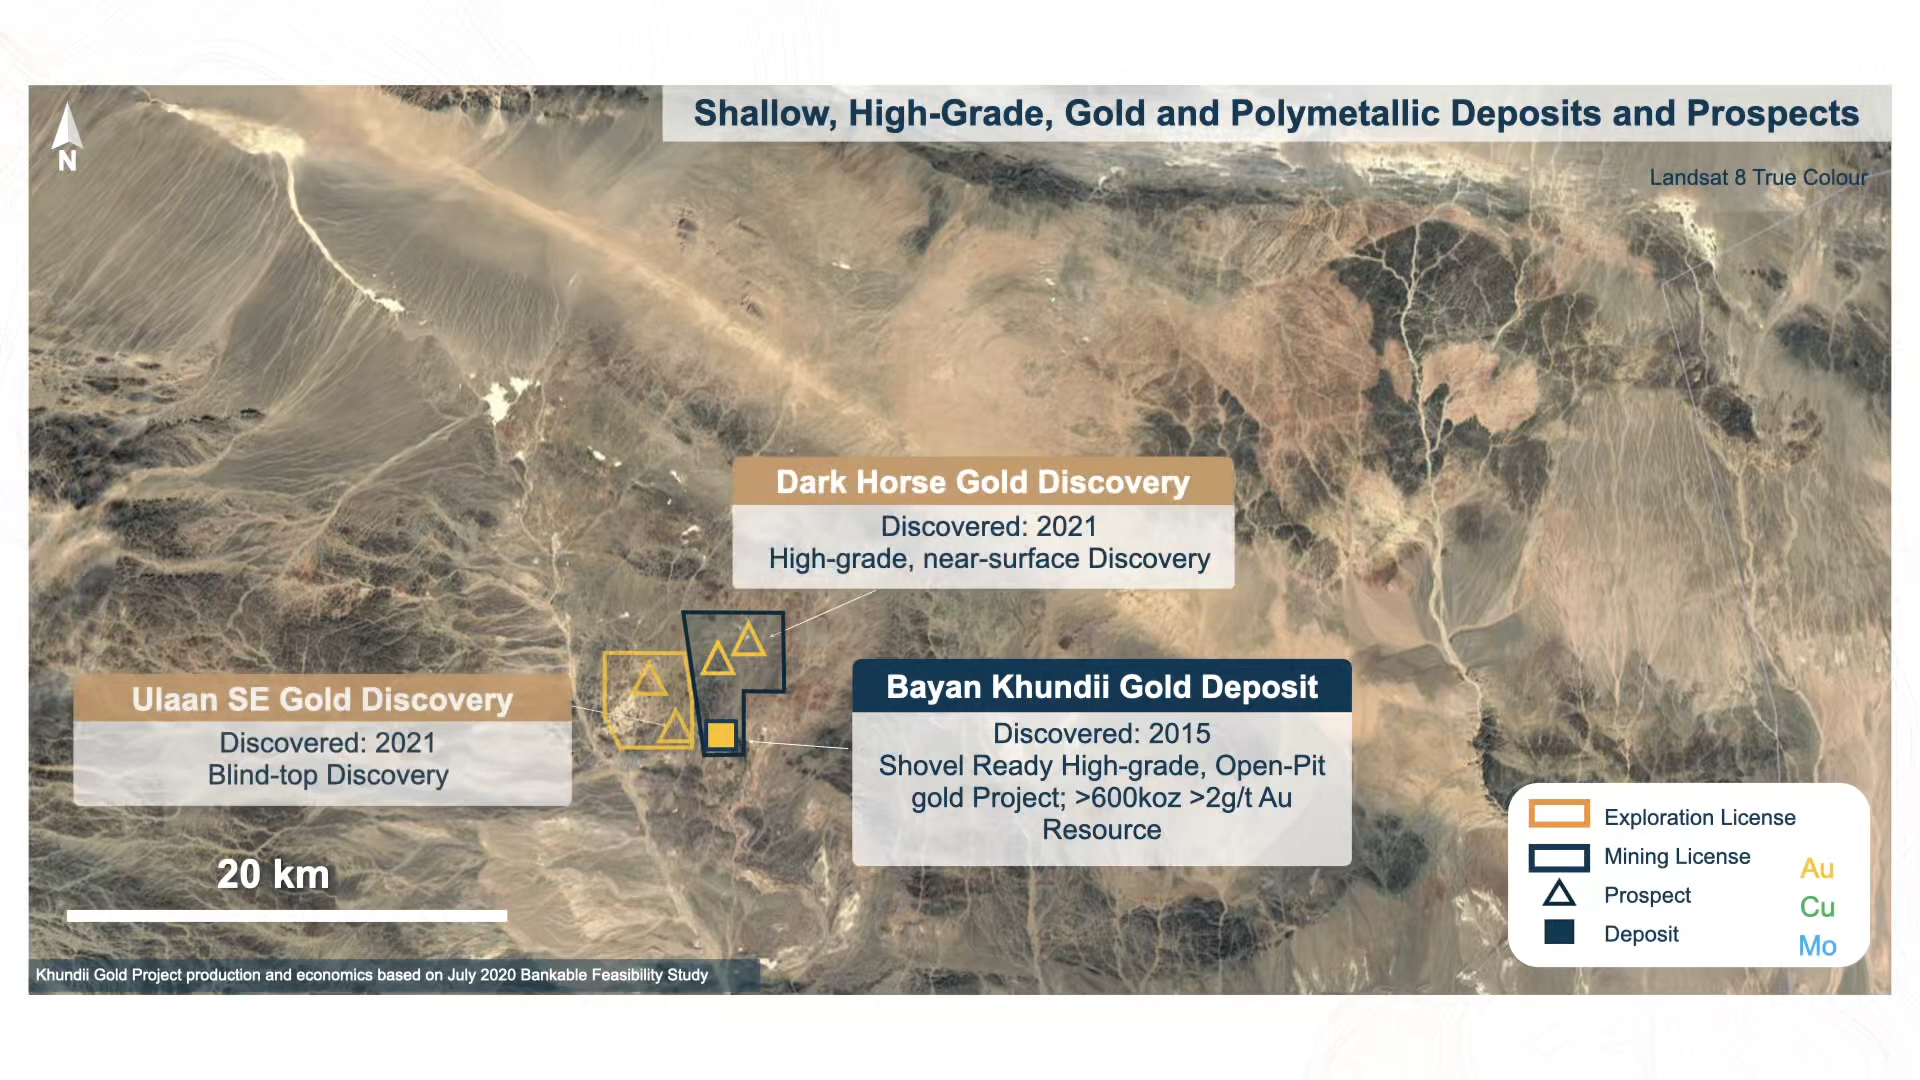 Shallow, High-Grade, Gold and Polymetallic Deposits and Prospects
N
Landsat 8 True Colour
Dark Horse Gold Discovery
Discovered: 2021
High-grade, near-surface Discovery
Ulaan SE Gold Discovery
Discovered: 2021
Blind-top Discovery
Bayan Khundii Gold Deposit
Discovered: 2015
Shovel Ready High-grade, Open-Pit
gold Project; >600koz >2g/t Au
Resource
20 km
Exploration License
Mining License
Prospect
Deposit
Au
Cu
Mo
Khundii Gold Project production and economics based on July 2020 Bankable Feasibility Study